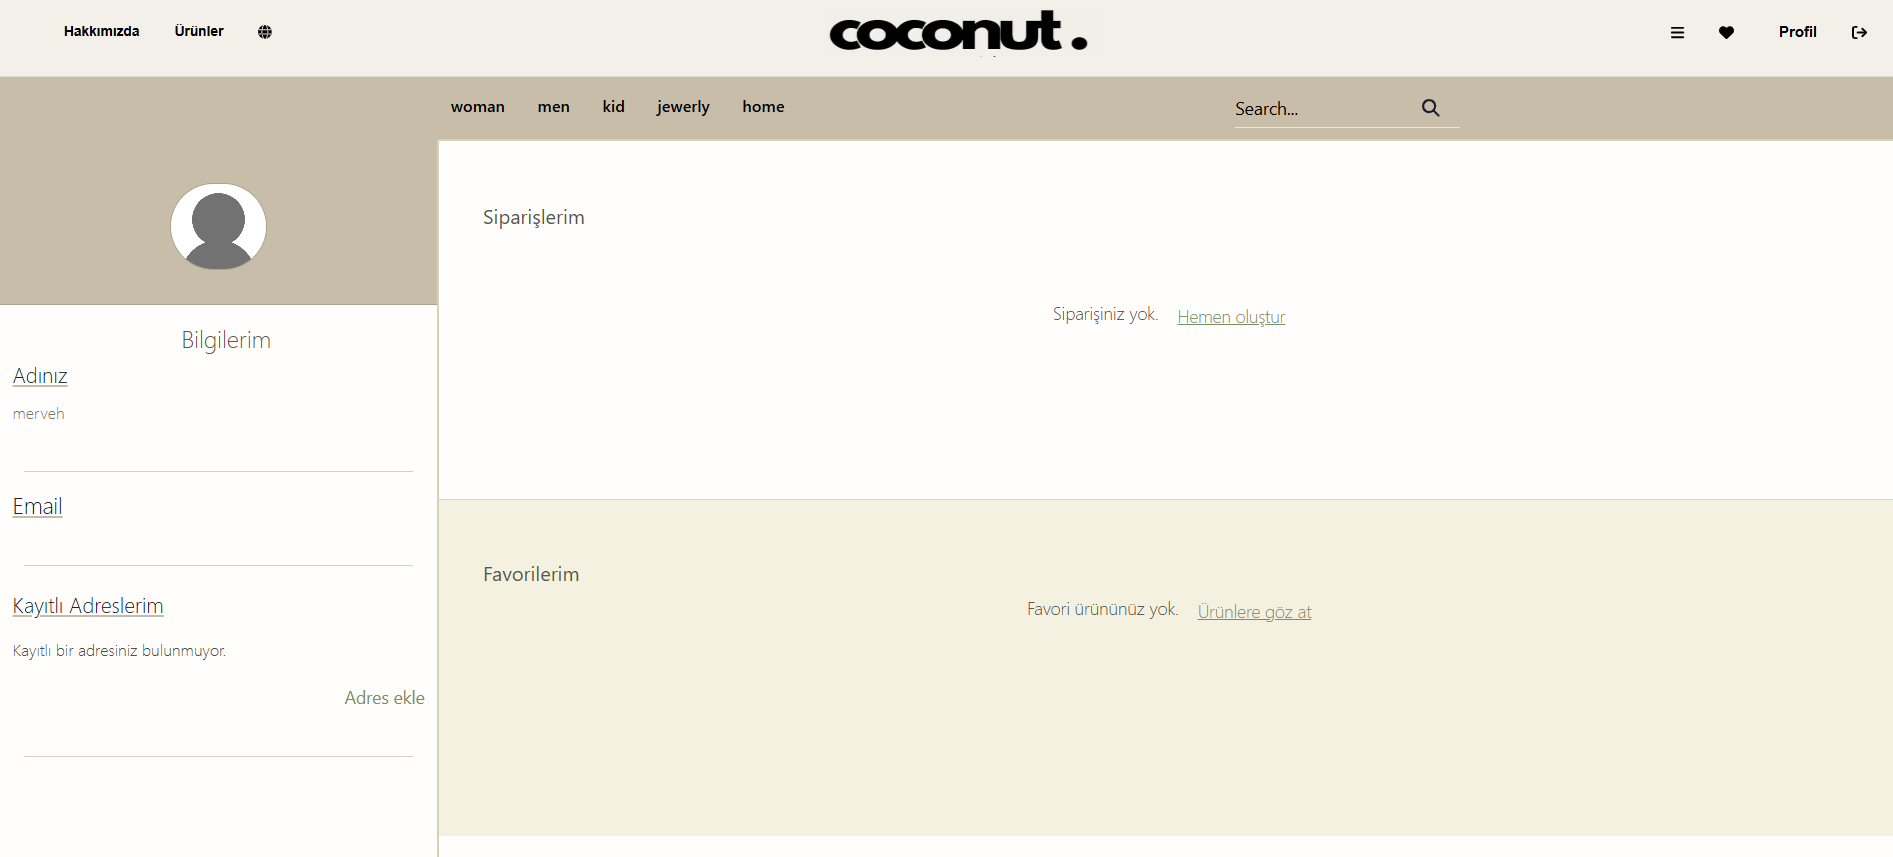 Hakkımızda Ürünler coconut. Profil
woman men kid jewerly home Search...
Siparişlerim
Siparişiniz yok. Hemen oluştur
Bilgilerim
Adınız
merveh
Email
Kayıtlı Adreslerim
Kayıtlı bir adresiniz bulunmuyor.
Adres ekle
Favorilerim
Favori ürününüz yok. Ürünlere göz at